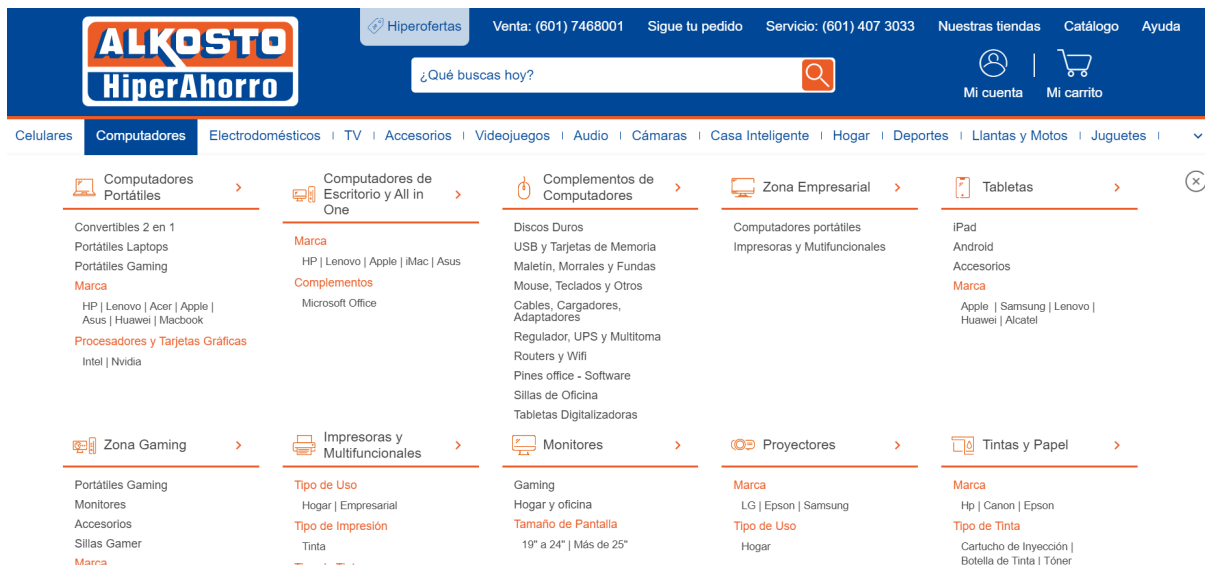 ALKOSTO
HiperAhorro
Hiperofertas
Venta: (601) 7468001
Sigue tu pedido
Servicio: (601) 407 3033
Nuestras tiendas
Catálogo
Ayuda
¿Qué buscas hoy?
Mi cuenta
Mi carrito
Celulares
Computadores
Electrodomésticos
TV
Accesorios
Videojuegos
Audio
Cámaras
Casa Inteligente
Hogar
Deportes
Llantas y Motos
Juguetes
Computadores
Portátiles
Convertibles 2 en 1
Portátiles Laptops
Portátiles Gaming
Marca
HP | Lenovo | Acer | Apple |
Asus | Huawei | Macbook
Procesadores y Tarjetas Gráficas
Intel | Nvidia
Computadores de
Escritorio y All in
One
Marca
HP | Lenovo | Apple | iMac | Asus
Complementos
Microsoft Office
Complementos de
Computadores
Discos Duros
USB y Tarjetas de Memoria
Maletín, Morrales y Fundas
Mouse, Teclados y Otros
Cables, Cargadores,
Adaptadores
Regulador, UPS y Multitoma
Routers y Wifi
Pines office - Software
Sillas de Oficina
Tabletas Digitalizadoras
Zona Empresarial
Computadores portátiles
Impresoras y Mutifuncionales
Tabletas
iPad
Android
Accesorios
Marca
Apple | Samsung | Lenovo |
Huawei | Alcatel
Zona Gaming
Portátiles Gaming
Monitores
Accesorios
Sillas Gamer
Marca
Impresoras y
Multifuncionales
Tipo de Uso
Hogar | Empresarial
Tipo de Impresión
Tinta
Monitores
Gaming
Hogar y oficina
Tamaño de Pantalla
19" a 24" | Más de 25"
Proyectores
Marca
LG | Epson | Samsung
Tipo de Uso
Hogar
Tintas y Papel
Marca
Hp | Canon | Epson
Tipo de Tinta
Cartucho de Inyección |
Botella de Tinta | Tóner